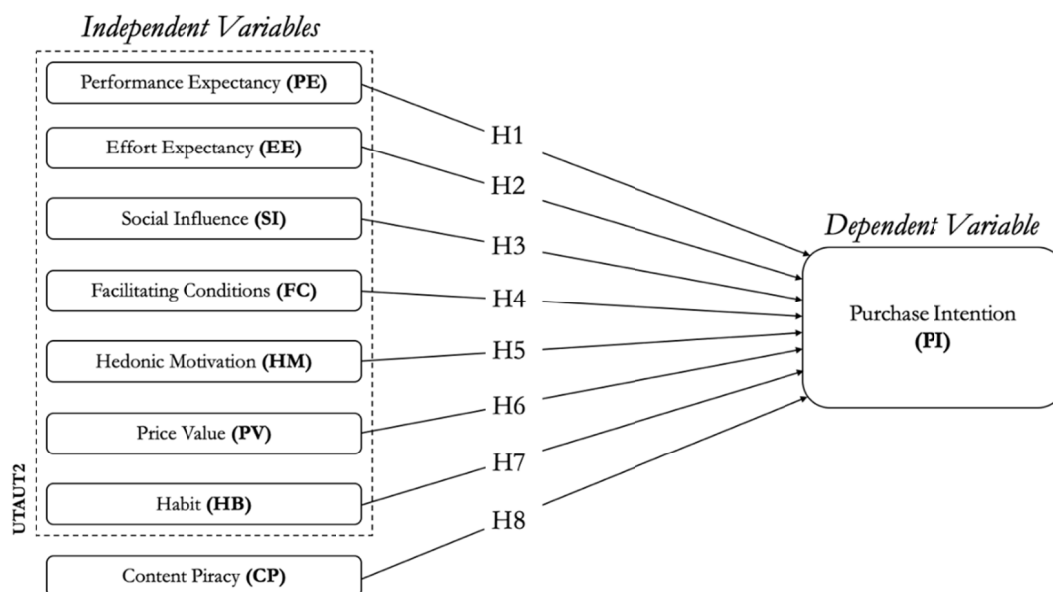 Independent Variables
Performance Expectancy (PE)
H1
Effort Expectancy (EE)
H2
Social Influence (SI)
H3
Dependent Variable
Facilitating Conditions (FC)
H4
Purchase Intention
(PI)
Hedonic Motivation (HM)
H5
H6
Price Value (PV)
H7
Habit (HB)
UTAUT2
H8
Content Piracy (CP)